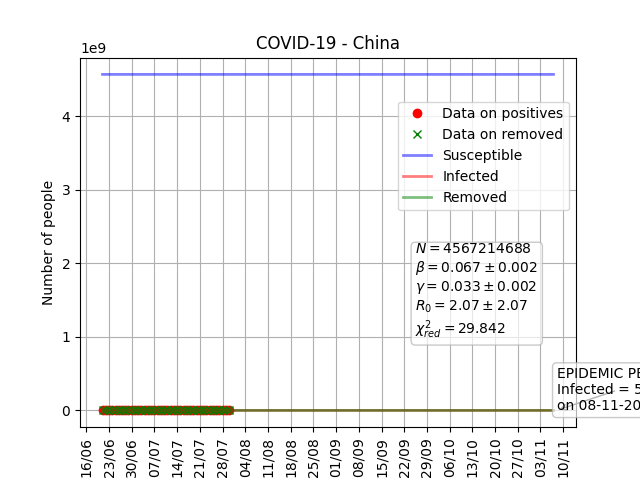 COVID-19 - China
1e9
Number of people
4
3
2
1
0
Data on positives
Data on removed
Susceptible
Infected
Removed
N = 4567214688
β = 0.067 ± 0.002
γ = 0.033 ± 0.002
R₀ = 2.07 ± 2.07
χ²red = 29.842
EPIDEMIC PE
Infected = 5
on 08-11-20
16/06
23/06
30/06
07/07
14/07
21/07
28/07
04/08
11/08
18/08
25/08
01/09
08/09
15/09
22/09
29/09
06/10
13/10
20/10
27/10
03/11
10/11